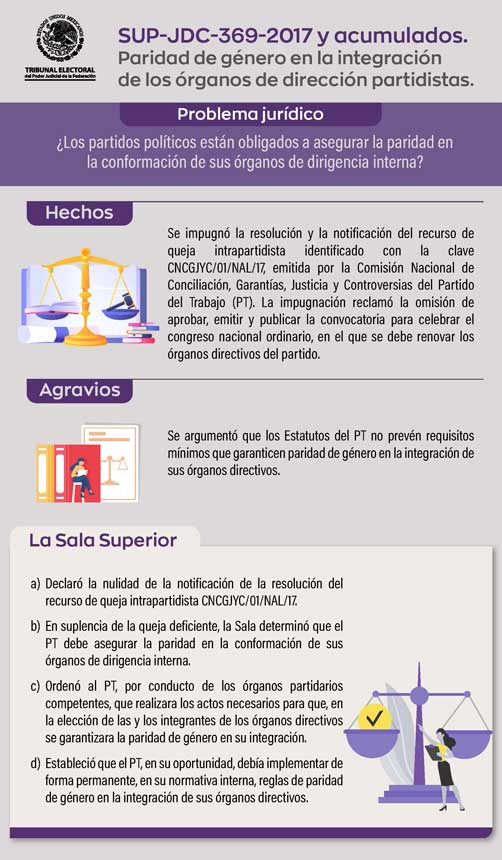 ESTADOS UNIDOS MEXICANOS
TRIBUNAL ELECTORAL
del Poder Judicial de la Federación
SUP-JDC-369-2017 y acumulados.
Paridad de género en la integración
de los órganos de dirección partidistas.
Problema jurídico
¿Los partidos políticos están obligados a asegurar la paridad en
la conformación de sus órganos de dirigencia interna?
Hechos
Se impugnó la resolución y la notificación del recurso de
queja intrapartidista identificado con la clave
CNCGJYC/01/NAL/17, emitida por la Comisión Nacional de
Conciliación, Garantías, Justicia y Controversias del Partido
del Trabajo (PT). La impugnación reclamó la omisión de
aprobar, emitir y publicar la convocatoria para celebrar el
congreso nacional ordinario, en el que se debe renovar los
órganos directivos del partido.
Agravios
Se argumentó que los Estatutos del PT no prevén requisitos
mínimos que garanticen paridad de género en la integración de
sus órganos directivos.
La Sala Superior
a) Declaró la nulidad de la notificación de la resolución del
recurso de queja intrapartidista CNCGJYC/01/NAL/17.
b) En suplencia de la queja deficiente, la Sala determinó que el
PT debe asegurar la paridad en la conformación de sus
órganos de dirigencia interna.
c) Ordenó al PT, por conducto de los órganos partidarios
competentes, que realizara los actos necesarios para que, en
la elección de las y los integrantes de los órganos directivos
se garantizara la paridad de género en su integración.
d) Estableció que el PT, en su oportunidad, debía implementar de
forma permanente, en su normativa interna, reglas de paridad
de género en la integración de sus órganos directivos.